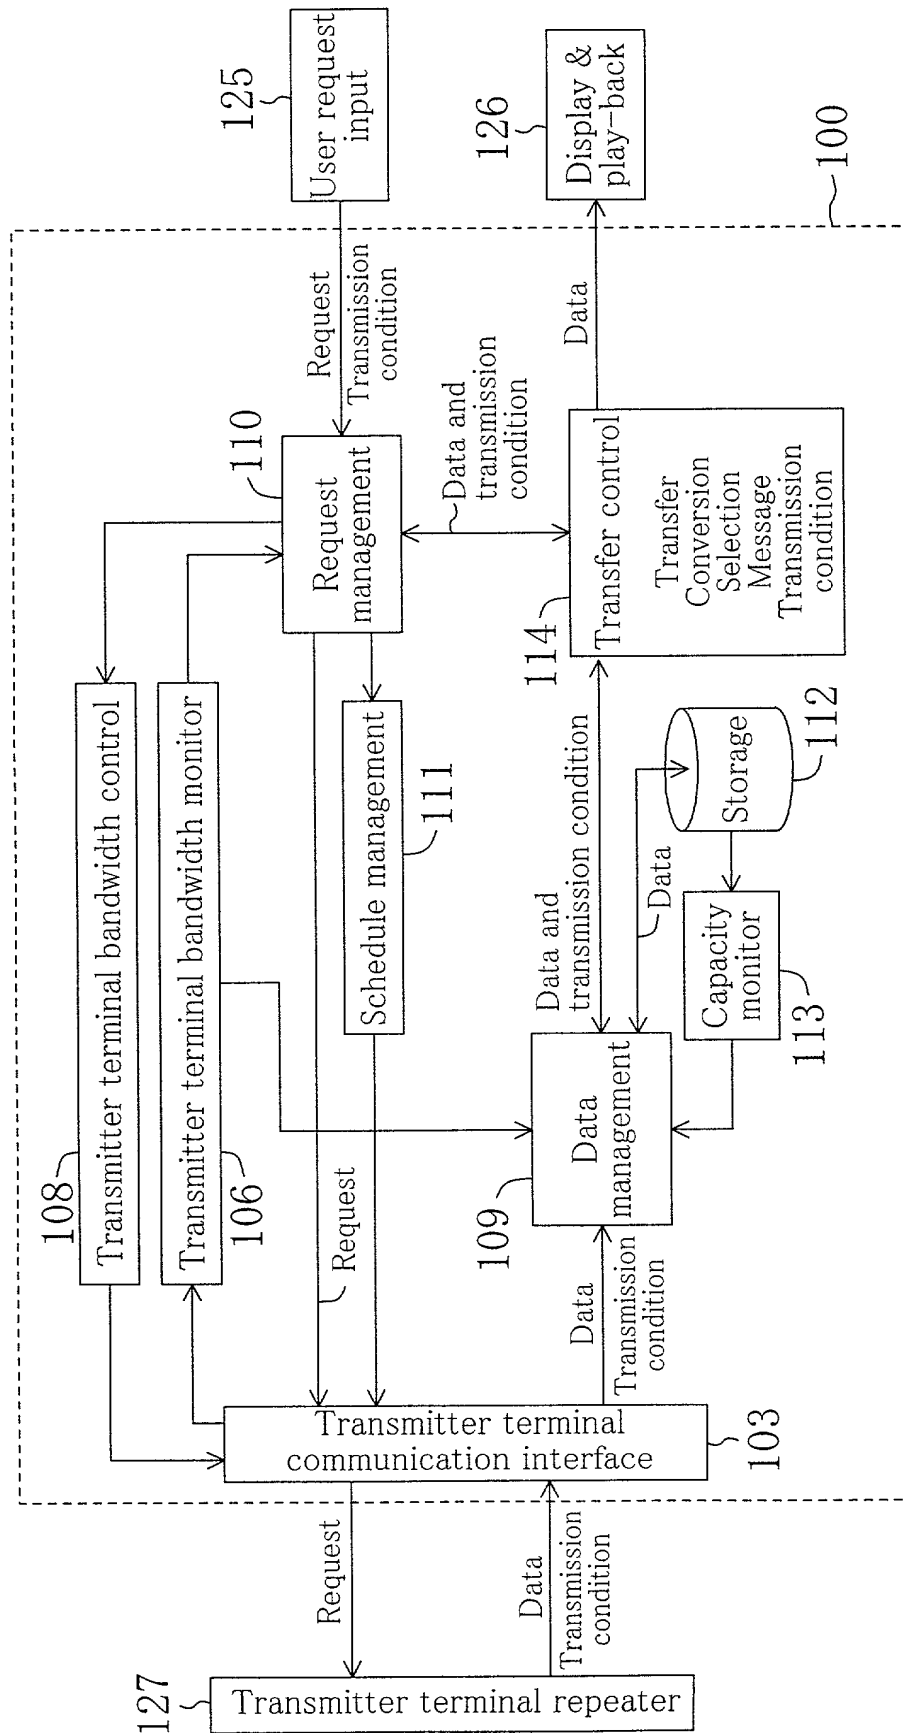 127
Transmitter terminal repeater
Request
Data
Transmission
condition
103
Transmitter terminal
communication interface
108
Transmitter terminal bandwidth control
106
Transmitter terminal bandwidth monitor
Request
Schedule management
111
110
Request
management
Request
Transmission
condition
125
User request
input
Data
Transmission
condition
109
Data
management
Data and
transmission condition
Data
Capacity
monitor
113
Storage
112
Data and
transmission
condition
114
Transfer control
Transfer
Conversion
Selection
Message
Transmission
condition
Data
126
Display &
play-back
100